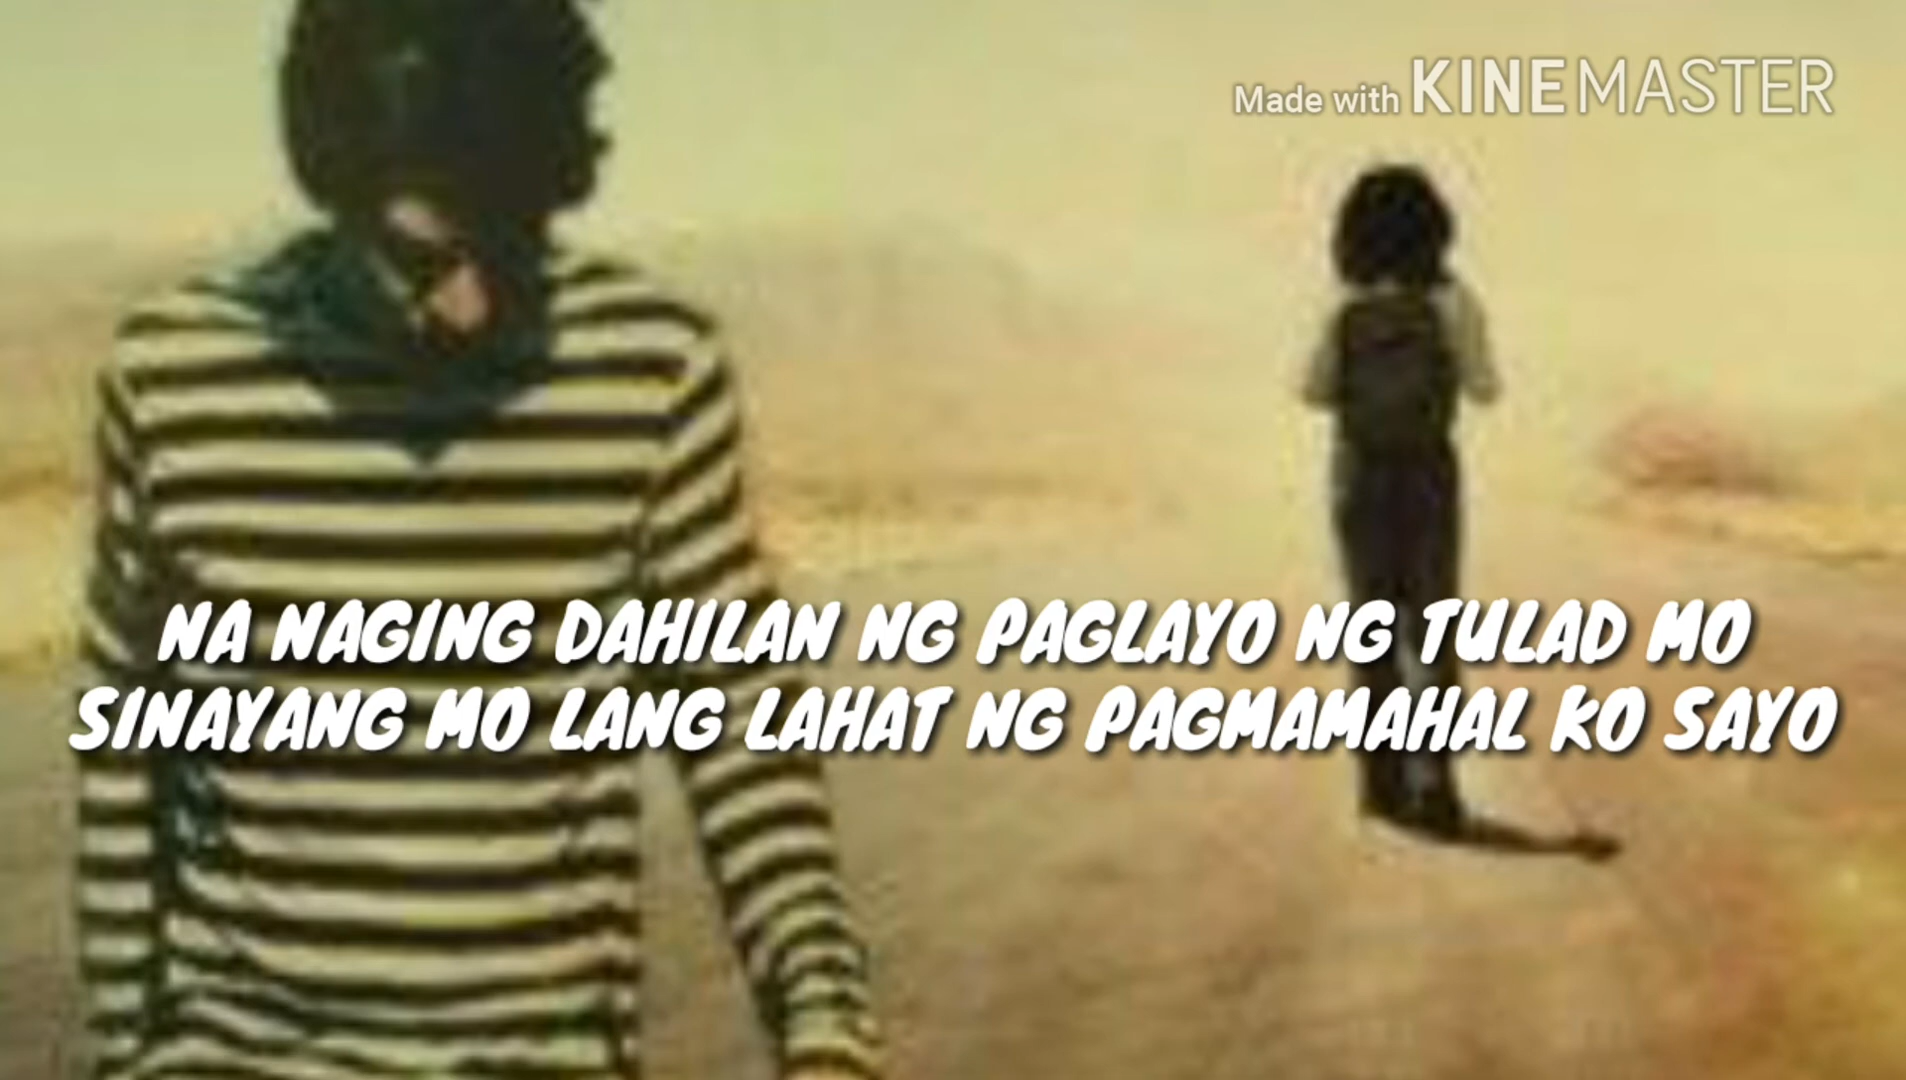 Made with KINEMASTER
NA NAGING DAHILAN NG PAGLAYO NG TULAD MO
SINAYANG MO LANG LAHAT NG PAGMAMAHAL KO SAYO